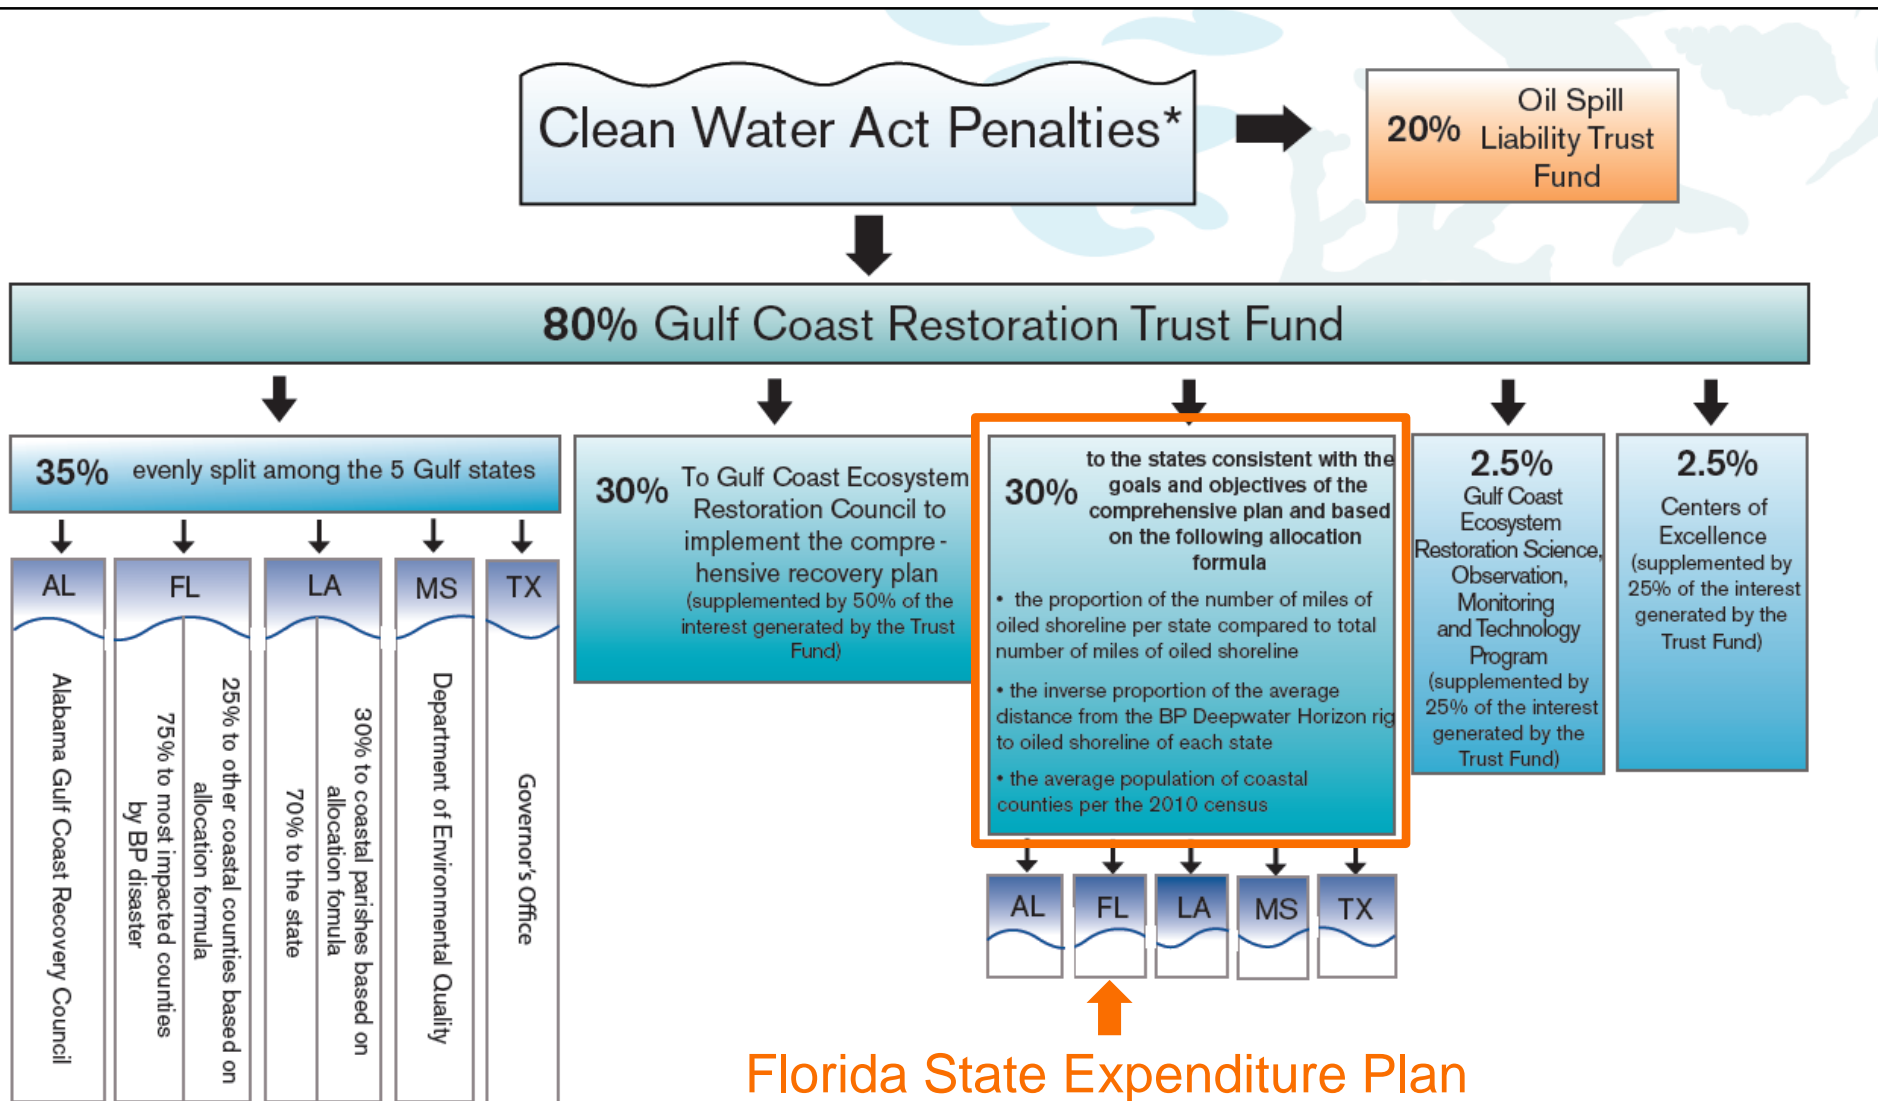 Clean Water Act Penalties*
20%
Oil Spill
Liability Trust
Fund
80% Gulf Coast Restoration Trust Fund
35% evenly split among the 5 Gulf states
AL
FL
LA
MS
TX
Alabama Gulf Coast Recovery Council
75% to most impacted counties
by BP disaster
25% to other coastal counties based on
allocation formula
70% to the state
30% to coastal parishes based on
allocation fomula
Department of Environmental Quality
Governor's Office
30%
To Gulf Coast Ecosystem
Restoration Council to
implement the compre -
hensive recovery plan
(supplemented by 50% of the
interest generated by the Trust
Fund)
30%
to the states consistent with the
goals and objectives of the
comprehensive plan and based
on the following allocation
formula
• the proportion of the number of miles of
oiled shoreline per state compared to total
number of miles of oiled shoreline
• the inverse proportion of the average
distance from the BP Deepwater Horizon rig
to oiled shoreline of each state
• the average population of coastal
counties per the 2010 census
AL
FL
LA
MS
TX
2.5%
Gulf Coast
Ecosystem
Restoration Science,
Observation,
Monitoring
and Technology
Program
(supplemented by
25% of the interest
generated by the
Trust Fund)
2.5%
Centers of
Excellence
(supplemented by
25% of the interest
generated by the
Trust Fund)
Florida State Expenditure Plan